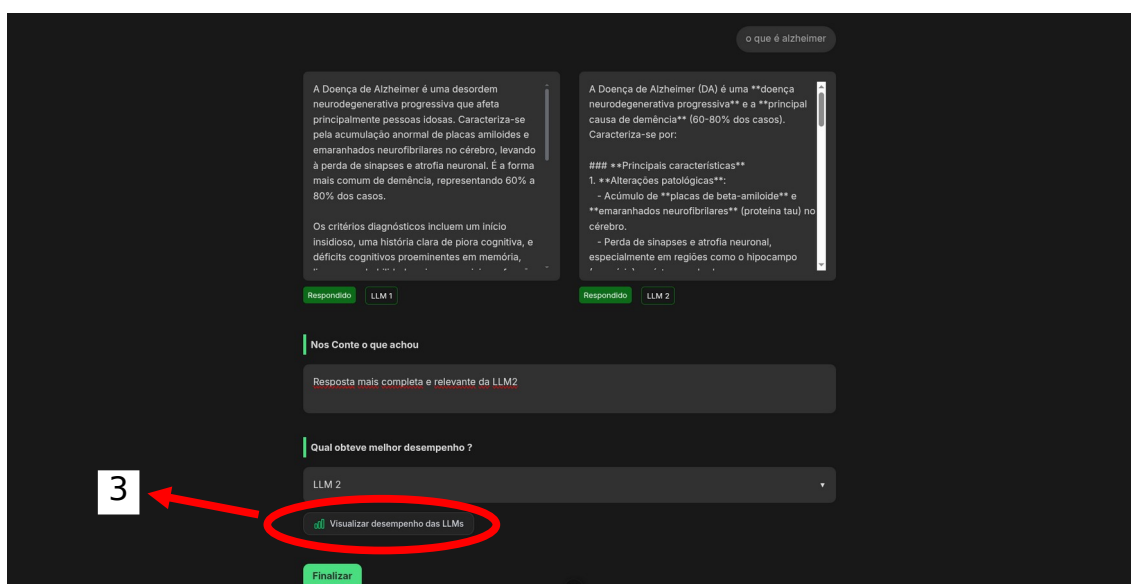 o que é alzheimer
A Doença de Alzheimer é uma desordem
neurodegenerativa progressiva que afeta
principalmente pessoas idosas. Caracteriza-se
pela acumulação anormal de placas amiloides e
emaranhados neurofibrilares no cérebro, levando
à perda de sinapses e atrofia neuronal. É a forma
mais comum de demência, representando 60% a
80% dos casos.
Os critérios diagnósticos incluem um início
insidioso, uma história clara de piora cognitiva, e
déficits cognitivos proeminentes em memória,
Respondido LLM 1
A Doença de Alzheimer (DA) é uma **doença
neurodegenerativa progressiva** e a **principal
causa de demência** (60-80% dos casos).
Caracteriza-se por:
### **Principais características**
1. **Alterações patológicas**:
- Acúmulo de **placas de beta-amiloide** e
**emaranhados neurofibrilares** (proteína tau) no
cérebro.
- Perda de sinapses e atrofia neuronal,
especialmente em regiões como o hipocampo
Respondido LLM 2
Nos Conte o que achou
Resposta mais completa e relevante da LLM2
Qual obteve melhor desempenho ?
LLM 2
3
Visualizar desempenho das LLMs
Finalizar